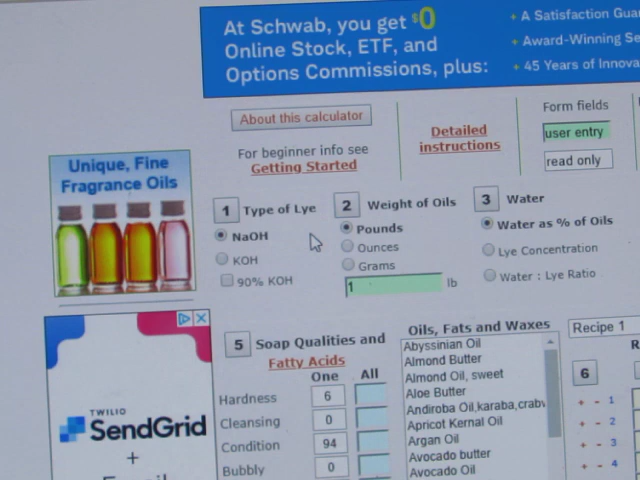 At Schwab, you get $0
Online Stock, ETF, and
Options Commissions, plus:
+ A Satisfaction
+ Award-Winning
+ 45 Years of
About this calculator
For beginner info see
Getting Started
Detailed
instructions
Form fields
user entry
read only
Unique, Fine
Fragrance Oils
1 Type of Lye
NaOH
KOH
90% KOH
2 Weight of Oils
Pounds
Ounces
Grams
1 lb
3 Water
Water as % of Oils
Lye Concentration
Water : Lye Ratio
TWILIO
SendGrid
+
5 Soap Qualities and
Fatty Acids
One All
Hardness 6
Cleansing 0
Condition 94
Bubbly 0
Oils, Fats and Waxes
Abyssinian Oil
Almond Butter
Almond Oil, sweet
Aloe Butter
Andiroba Oil,karaba,crabw
Apricot Kernal Oil
Argan Oil
Avocado butter
Avocado Oil
Recipe 1
6
+ - 1
+ - 2
+ - 3
+ - 4